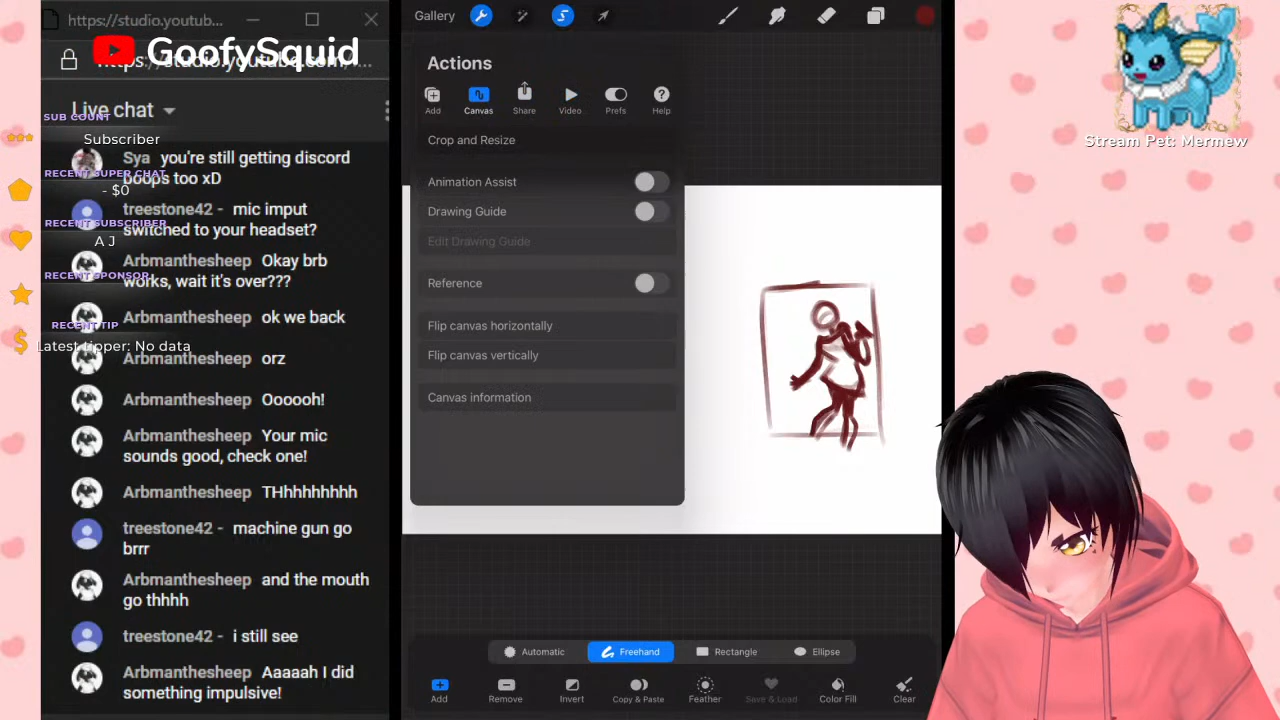 https://studio.youtub...
GoofySquid
https://studio.youtube.com/...
Live chat
SUB COUNT
Subscriber
Sya you're still getting discord
boops too xD
RECENT SUPER CHAT
- $0
treestone42 - mic imput
switched to your headset?
RECENT SUBSCRIBER
A J
Arbmanthesheep Okay brb
works, wait it's over???
RECENT SPONSOR
Arbmanthesheep ok we back
RECENT TIP
Latest tipper: No data
Arbmanthesheep orz
Arbmanthesheep Oooooh!
Arbmanthesheep Your mic
sounds good, check one!
Arbmanthesheep THhhhhhhhh
treestone42 - machine gun go
brrr
Arbmanthesheep and the mouth
go thhhh
treestone42 - i still see
Arbmanthesheep Aaaaah I did
something impulsive!
Gallery
Actions
Add Canvas Share Video Prefs Help
Crop and Resize
Animation Assist
Drawing Guide
Edit Drawing Guide
Reference
Flip canvas horizontally
Flip canvas vertically
Canvas information
Automatic Freehand Rectangle Ellipse
Add Remove Invert Copy & Paste Feather Save & Load Color Fill Clear
Stream Pet: Mermew